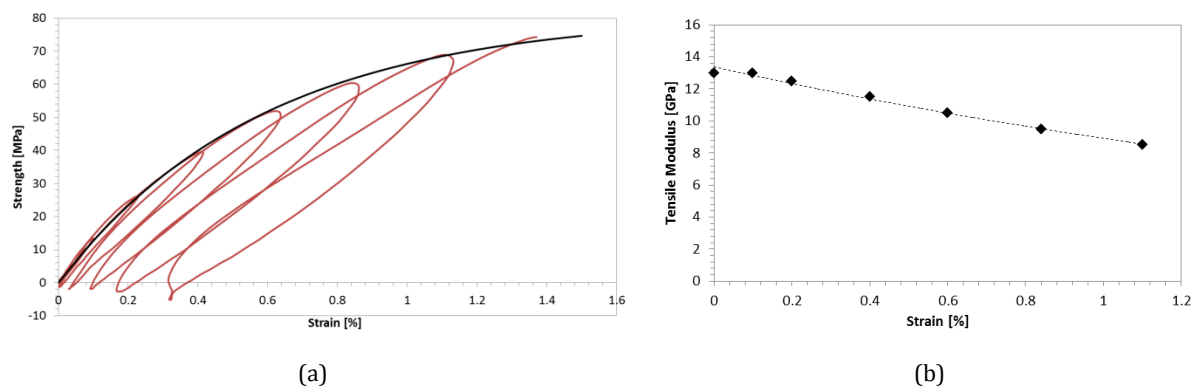 80
70
60
50
40
30
20
10
0
-10
Strength [MPa]
0 0.2 0.4 0.6 0.8 1 1.2 1.4 1.6
Strain [%]
(a)
16
14
12
10
8
6
4
2
0
Tensile Modulus [GPa]
0 0.2 0.4 0.6 0.8 1 1.2
Strain [%]
(b)